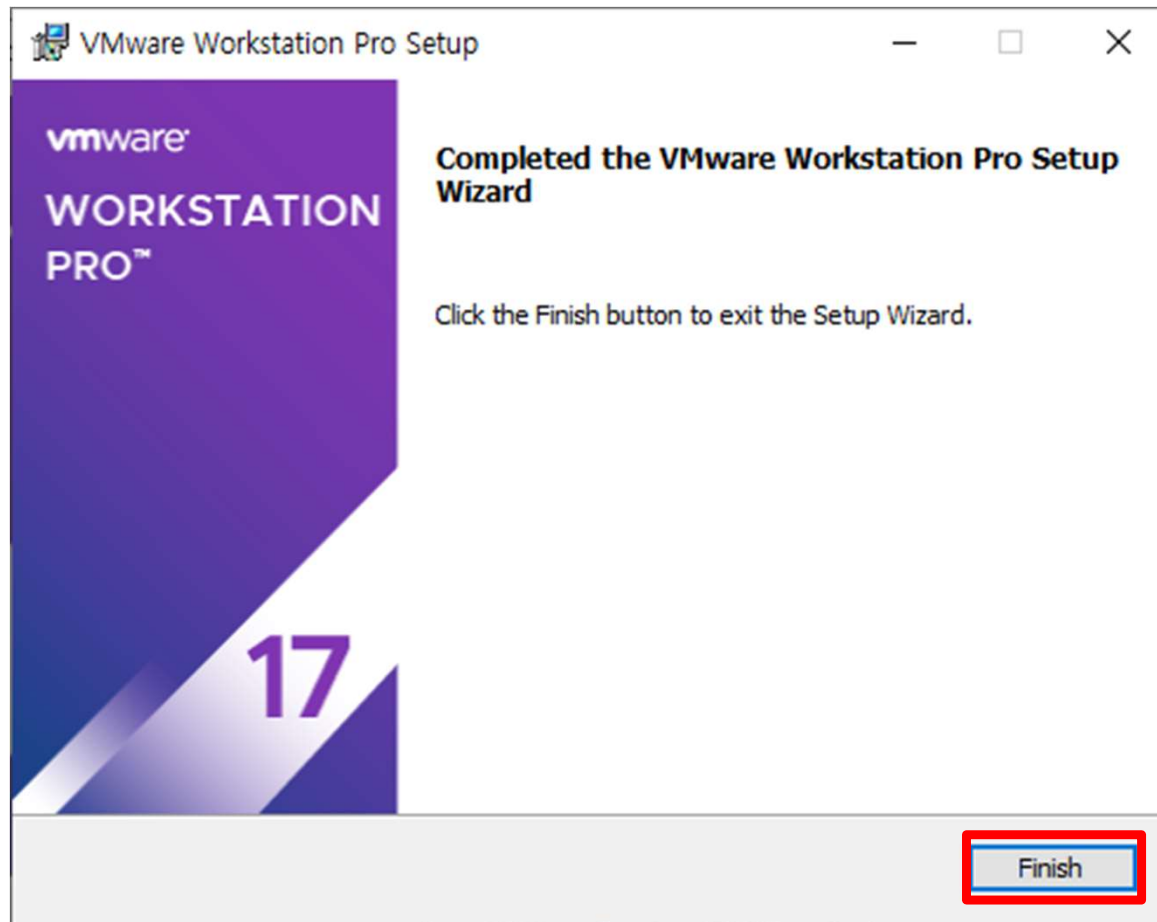 VMware Workstation Pro Setup
vmware
WORKSTATION
PRO™
Completed the VMware Workstation Pro Setup
Wizard
Click the Finish button to exit the Setup Wizard.
17
Finish